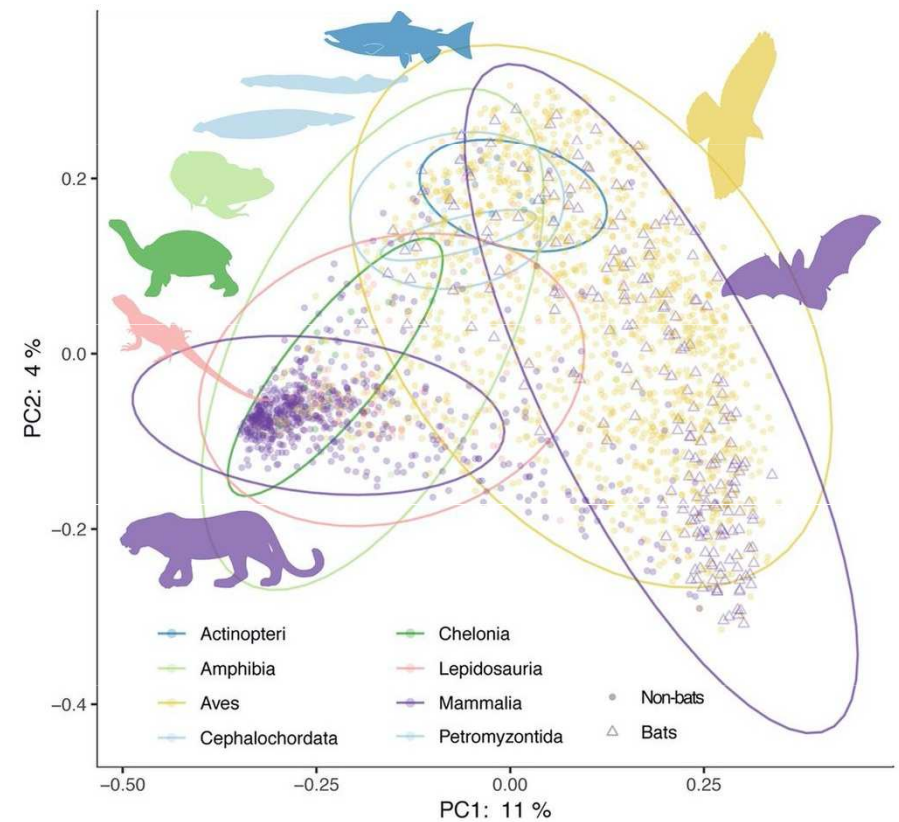 0.2
0.0
−0.2
−0.4
PC2: 4 %
Actinopteri
Amphibia
Aves
Cephalochordata
Chelonia
Lepidosauria
Mammalia
Petromyzontida
Non-bats
Bats
−0.50
−0.25
0.00
0.25
PC1: 11 %